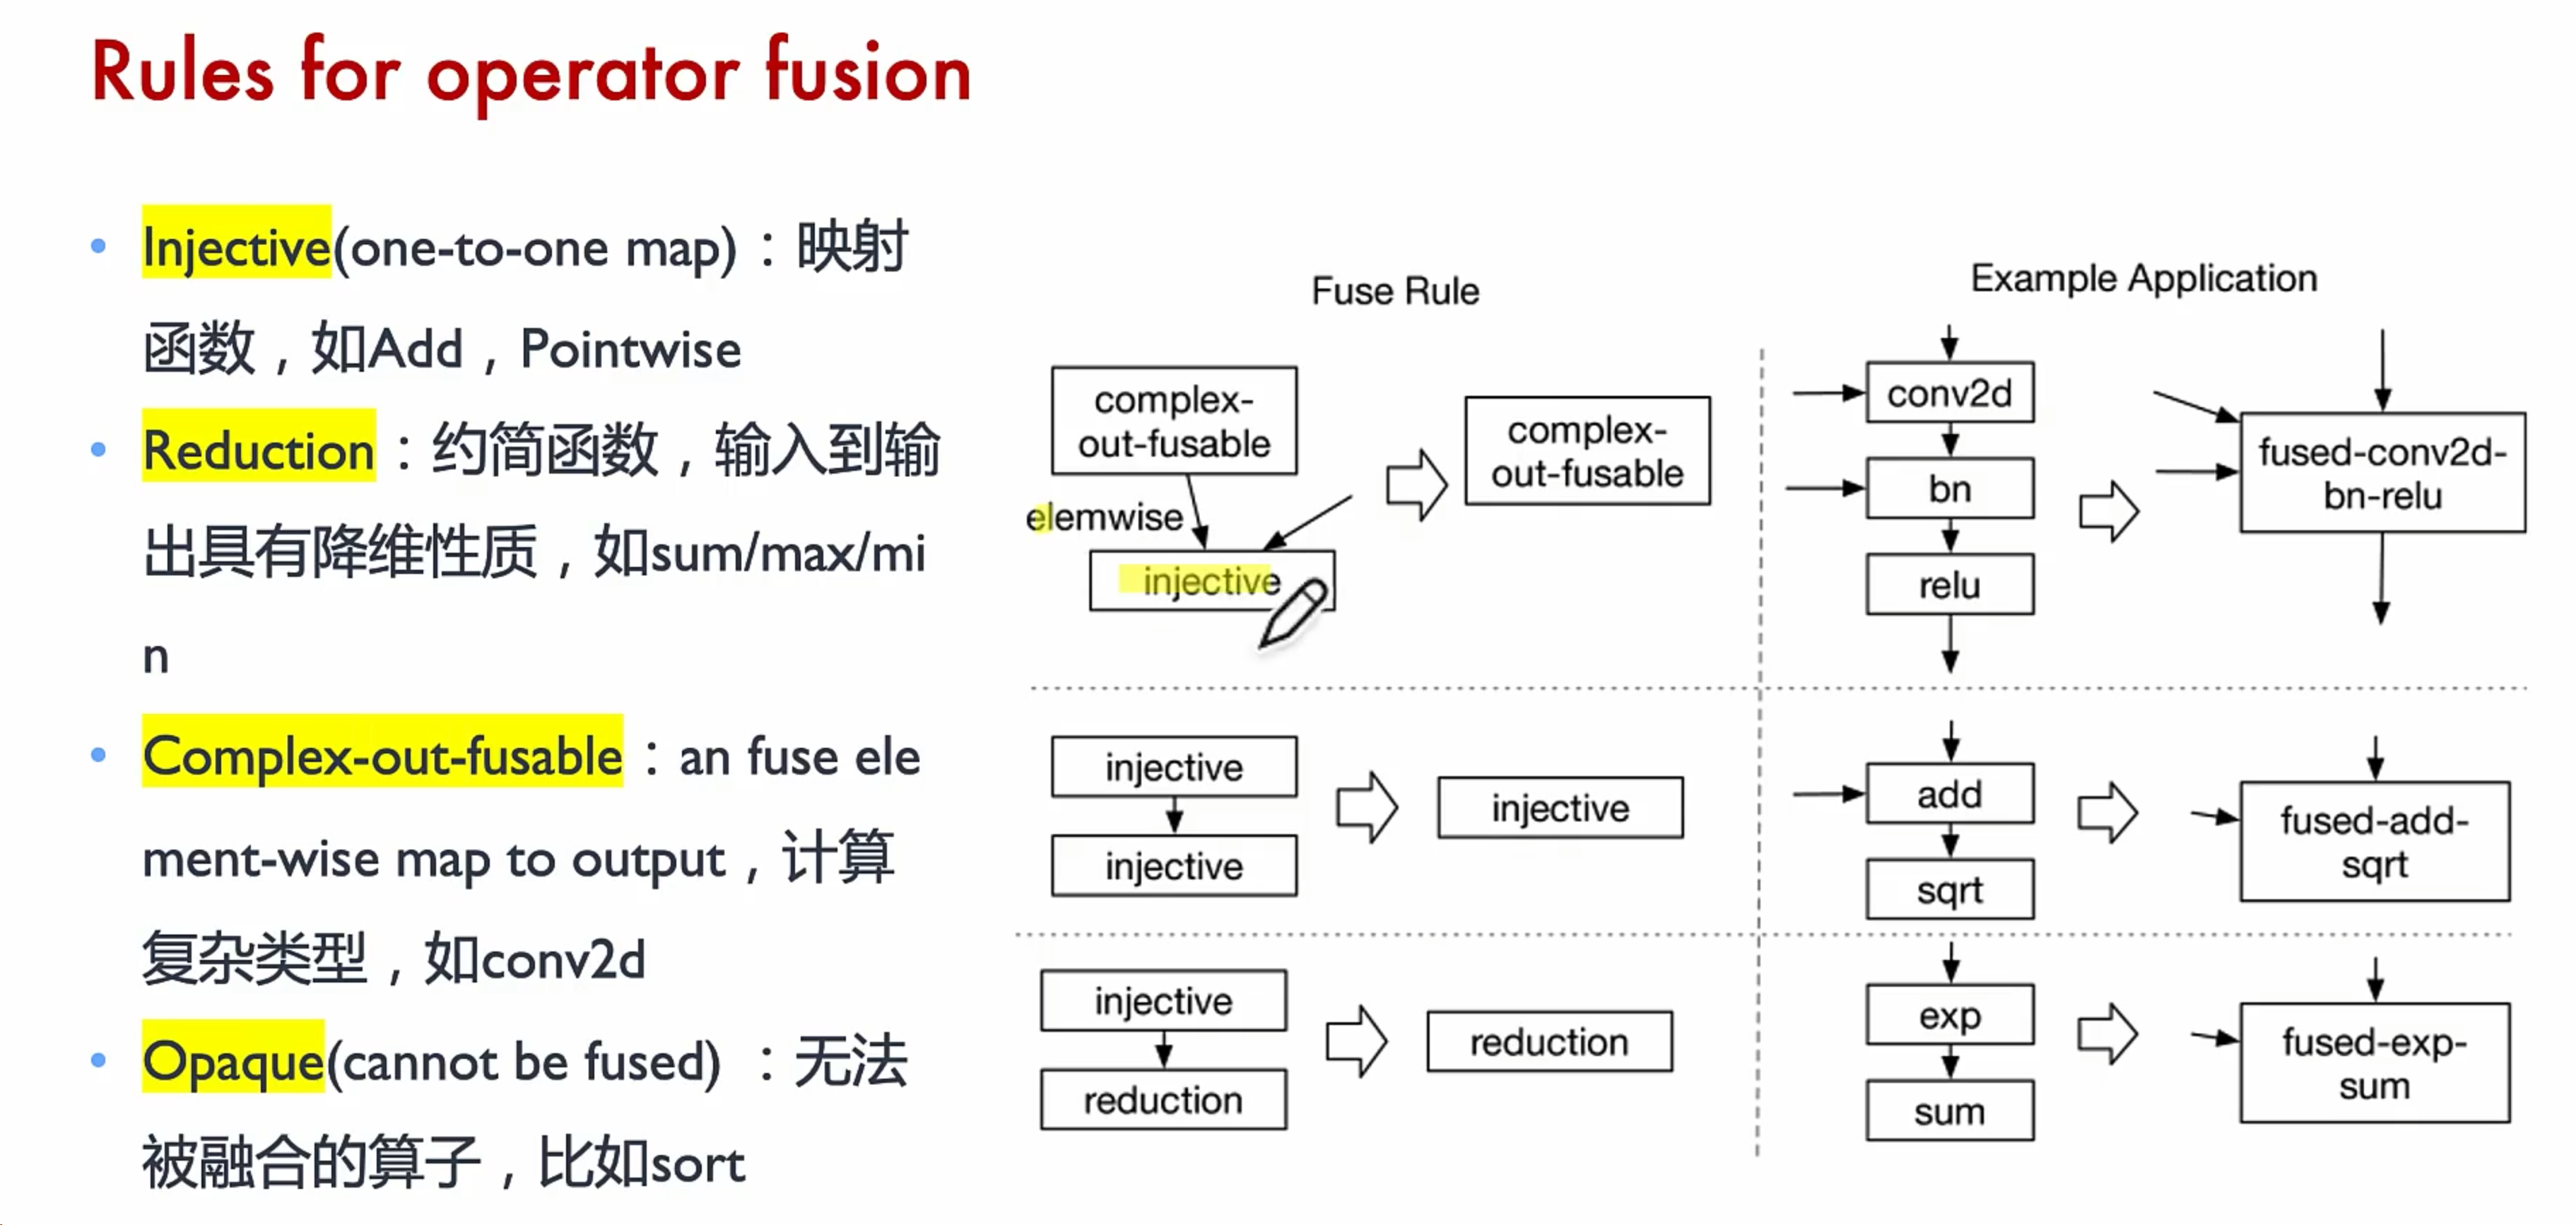 Rules for operator fusion
• Injective(one-to-one map)：映射
函数，如Add，Pointwise
• Reduction：约简函数，输入到输
出具有降维性质，如sum/max/mi
n
• Complex-out-fusable：an fuse ele
ment-wise map to output，计算
复杂类型，如conv2d
• Opaque(cannot be fused) ：无法
被融合的算子，比如sort
Fuse Rule
complex-
out-fusable
elemwise
injective
complex-
out-fusable
injective
injective
injective
injective
reduction
reduction
Example Application
conv2d
bn
relu
fused-conv2d-
bn-relu
add
sqrt
fused-add-
sqrt
exp
sum
fused-exp-
sum